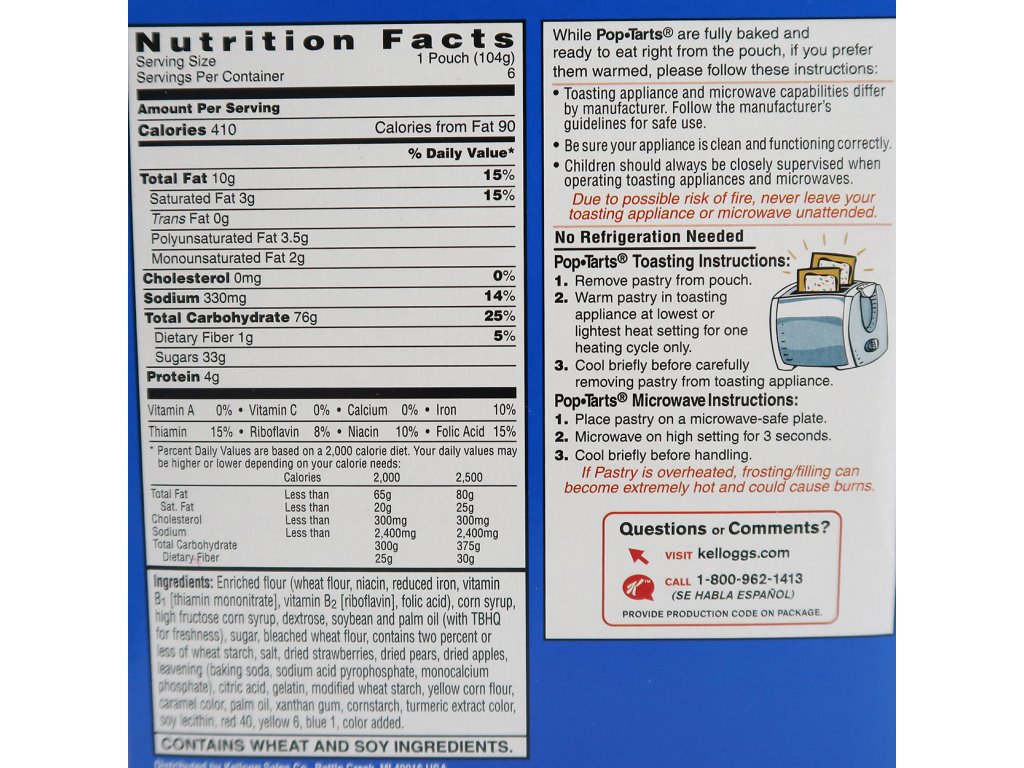 Nutrition Facts
Serving Size 1 Pouch (104g)
Servings Per Container 6
Amount Per Serving
Calories 410 Calories from Fat 90
% Daily Value*
Total Fat 10g 15%
Saturated Fat 3g 15%
Trans Fat 0g
Polyunsaturated Fat 3.5g
Monounsaturated Fat 2g
Cholesterol 0mg 0%
Sodium 330mg 14%
Total Carbohydrate 76g 25%
Dietary Fiber 1g 5%
Sugars 33g
Protein 4g
Vitamin A 0% • Vitamin C 0% • Calcium 0% • Iron 10%
Thiamin 15% • Riboflavin 8% • Niacin 10% • Folic Acid 15%
* Percent Daily Values are based on a 2,000 calorie diet. Your daily values may
be higher or lower depending on your calorie needs:
Calories 2,000 2,500
Total Fat Less than 65g 80g
Sat. Fat Less than 20g 25g
Cholesterol Less than 300mg 300mg
Sodium Less than 2,400mg 2,400mg
Total Carbohydrate 300g 375g
Dietary Fiber 25g 30g
Ingredients: Enriched flour (wheat flour, niacin, reduced iron, vitamin
B1 [thiamin mononitrate], vitamin B2 [riboflavin], folic acid), corn syrup,
high fructose corn syrup, dextrose, soybean and palm oil (with TBHQ
for freshness), sugar, bleached wheat flour, contains two percent or
less of wheat starch, salt, dried strawberries, dried pears, dried apples,
leavening (baking soda, sodium acid pyrophosphate, monocalcium
phosphate), citric acid, gelatin, modified wheat starch, yellow corn flour,
caramel color, palm oil, xanthan gum, cornstarch, turmeric extract color,
soy lecithin, red 40, yellow 6, blue 1, color added.
CONTAINS WHEAT AND SOY INGREDIENTS.
Distributed by Kellogg Sales Co. Battle Creek, MI 49016 USA
While Pop•Tarts® are fully baked and
ready to eat right from the pouch, if you prefer
them warmed, please follow these instructions:
• Toasting appliance and microwave capabilities differ
by manufacturer. Follow the manufacturer's
guidelines for safe use.
• Be sure your appliance is clean and functioning correctly.
• Children should always be closely supervised when
operating toasting appliances and microwaves.
Due to possible risk of fire, never leave your
toasting appliance or microwave unattended.
No Refrigeration Needed
Pop•Tarts® Toasting Instructions:
1. Remove pastry from pouch.
2. Warm pastry in toasting
appliance at lowest or
lightest heat setting for one
heating cycle only.
3. Cool briefly before carefully
removing pastry from toasting appliance.
Pop•Tarts® Microwave Instructions:
1. Place pastry on a microwave-safe plate.
2. Microwave on high setting for 3 seconds.
3. Cool briefly before handling.
If Pastry is overheated, frosting/filling can
become extremely hot and could cause burns.
Questions or Comments?
VISIT kelloggs.com
K CALL 1-800-962-1413
(SE HABLA ESPAÑOL)
PROVIDE PRODUCTION CODE ON PACKAGE.